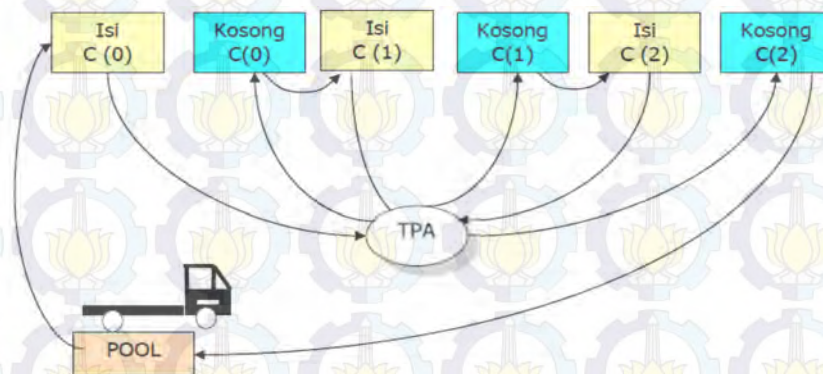 Isi
C (0)
Kosong
C(0)
Isi
C (1)
Kosong
C(1)
Isi
C (2)
Kosong
C(2)
TPA
POOL